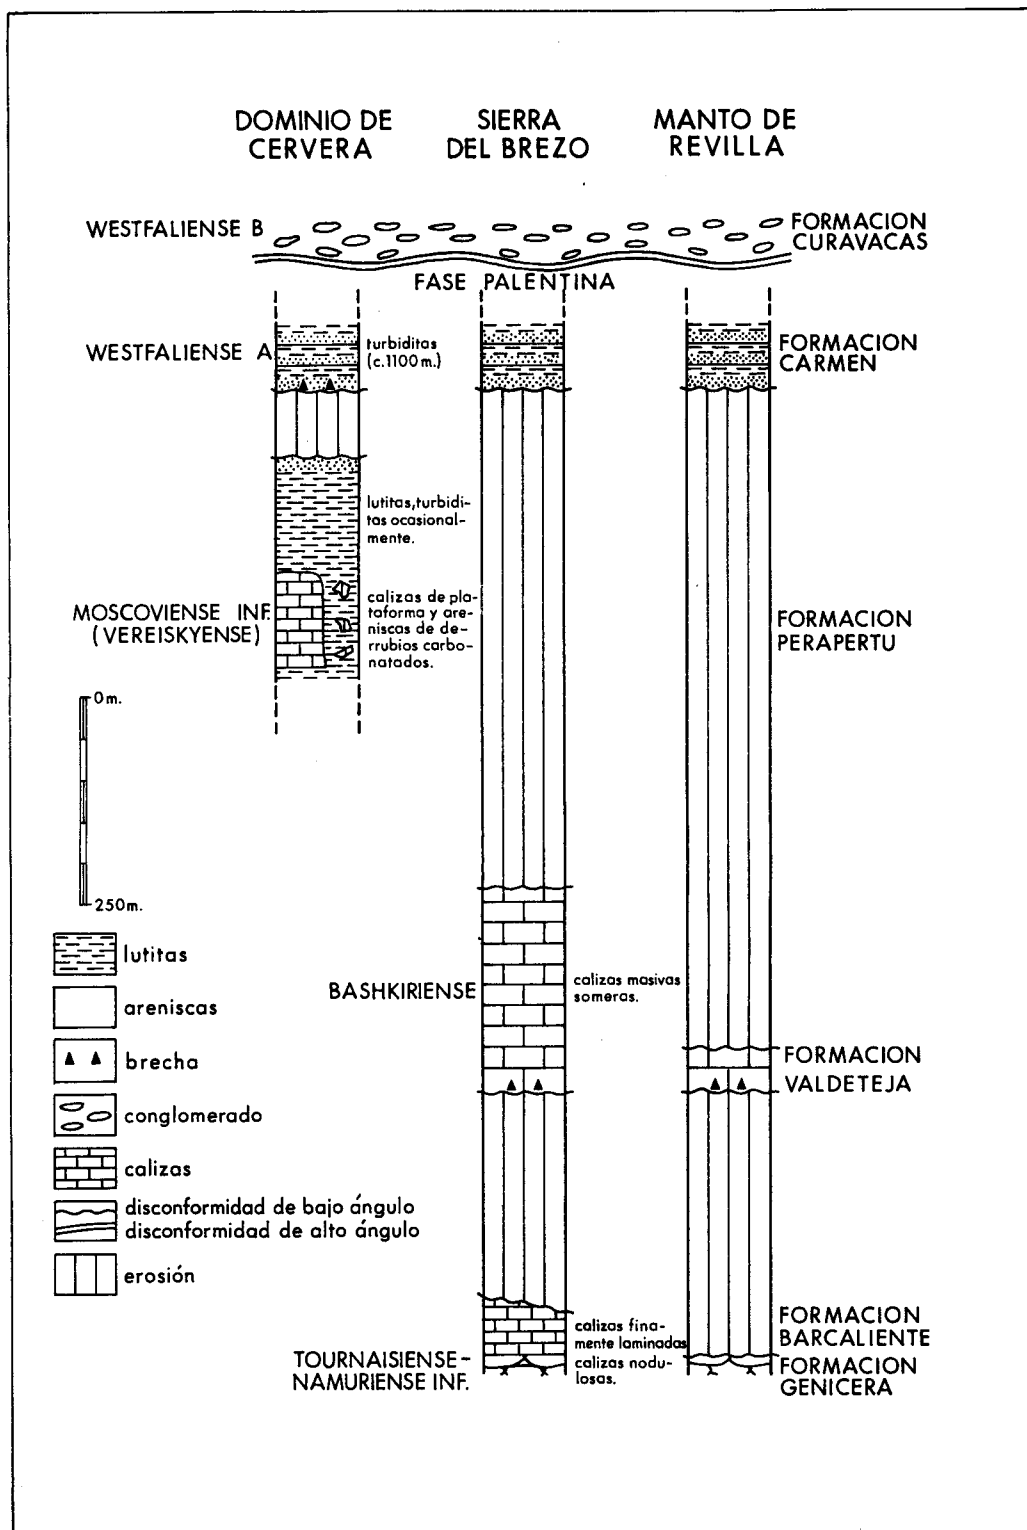 DOMINIO DE
CERVERA
SIERRA
DEL BREZO
MANTO DE
REVILLA
WESTFALIENSE B
FORMACION
CURAVACAS
FASE PALENTINA
WESTFALIENSE A
turbiditas
(c.1100 m.)
FORMACION
CARMEN
lutitas, turbidi-
tas ocasional-
mente.
MOSCOVIENSE INF.
(VEREISKYENSE)
calizas de pla-
taforma y are-
niscas de de-
rrubios carbo-
natados.
FORMACION
PERAPERTU
0 m.
250 m.
lutitas
areniscas
brecha
conglomerado
calizas
disconformidad de bajo ángulo
disconformidad de alto ángulo
erosión
BASHKIRIENSE
calizas masivas
someras.
FORMACION
VALDETEJA
calizas fina-
mente laminadas
FORMACION
BARCALIENTE
TOURNAISIENSE-
NAMURIENSE INF.
calizas nodu-
losas.
FORMACION
GENICERA